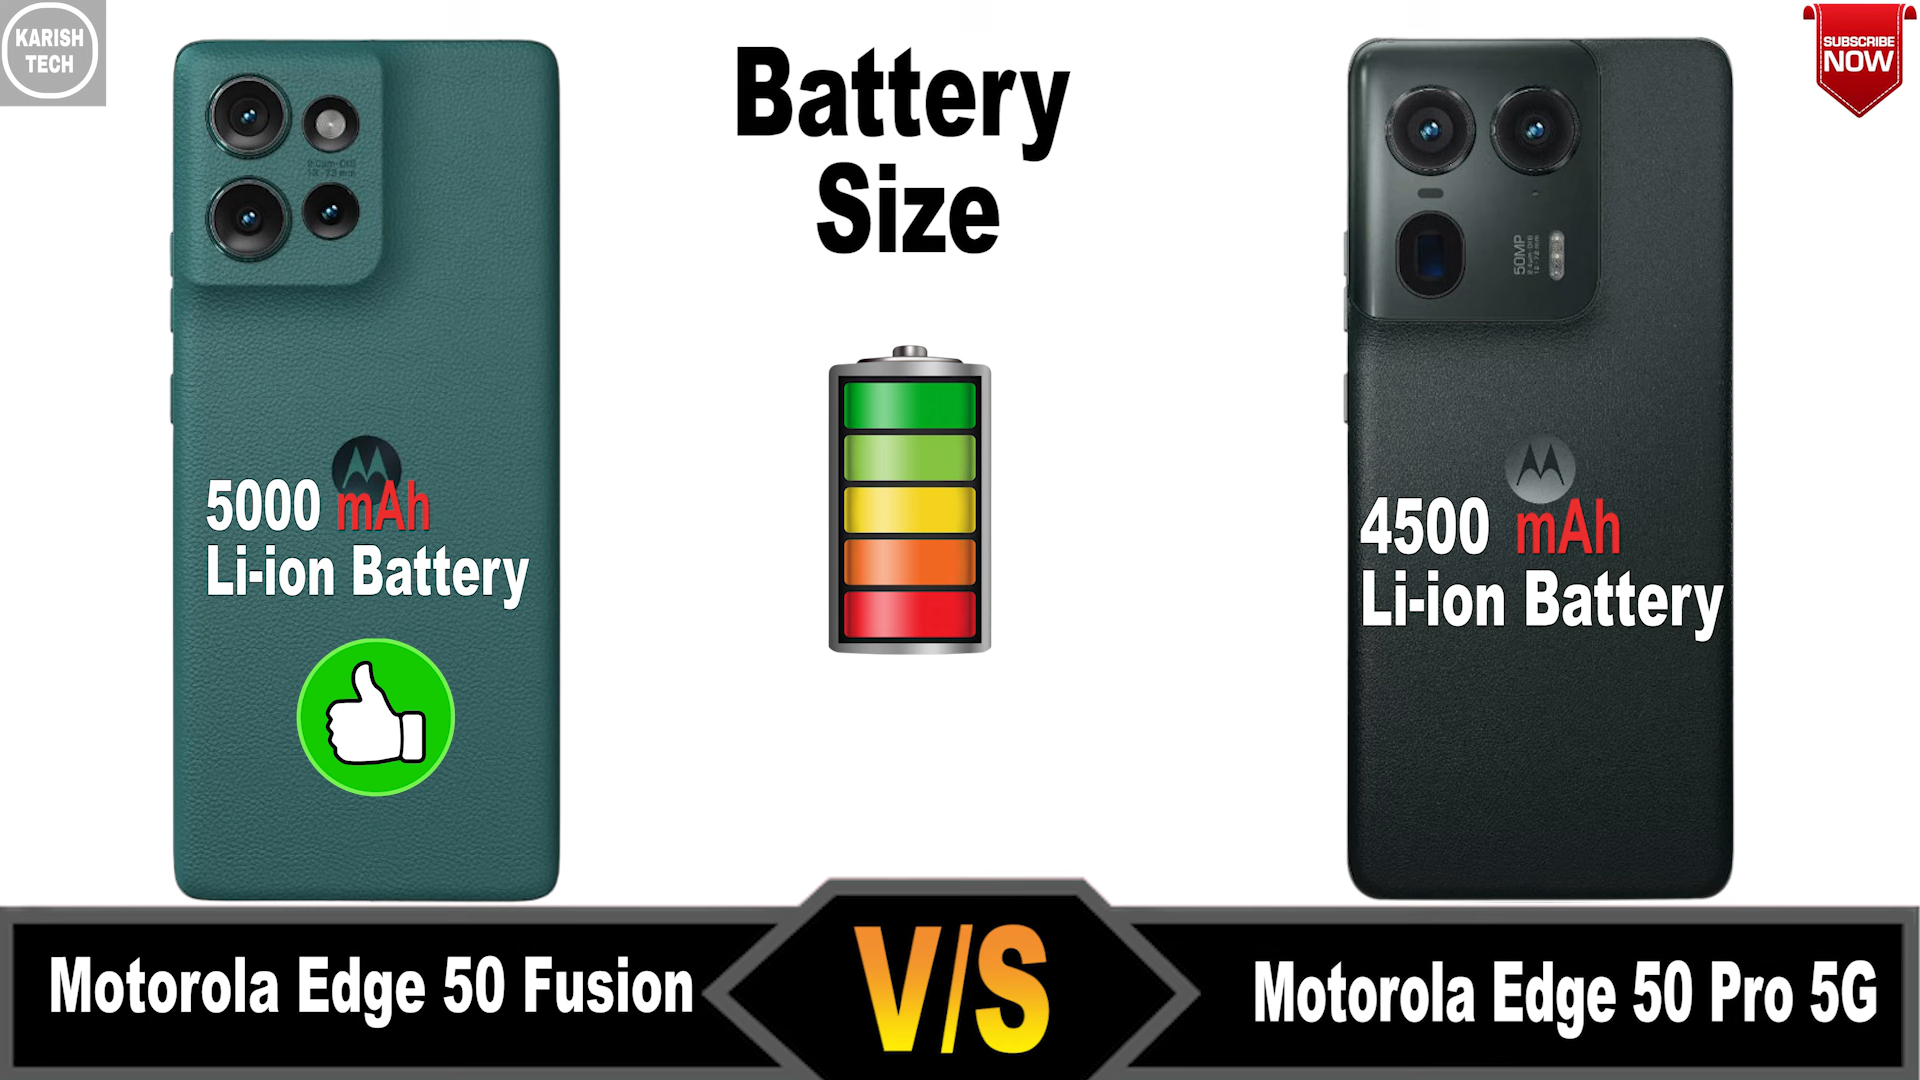 KARISH
TECH
Battery
Size
SUBSCRIBE
NOW
50MP
5000 mAh
Li-ion Battery
4500 mAh
Li-ion Battery
Motorola Edge 50 Fusion
V/S
Motorola Edge 50 Pro 5G